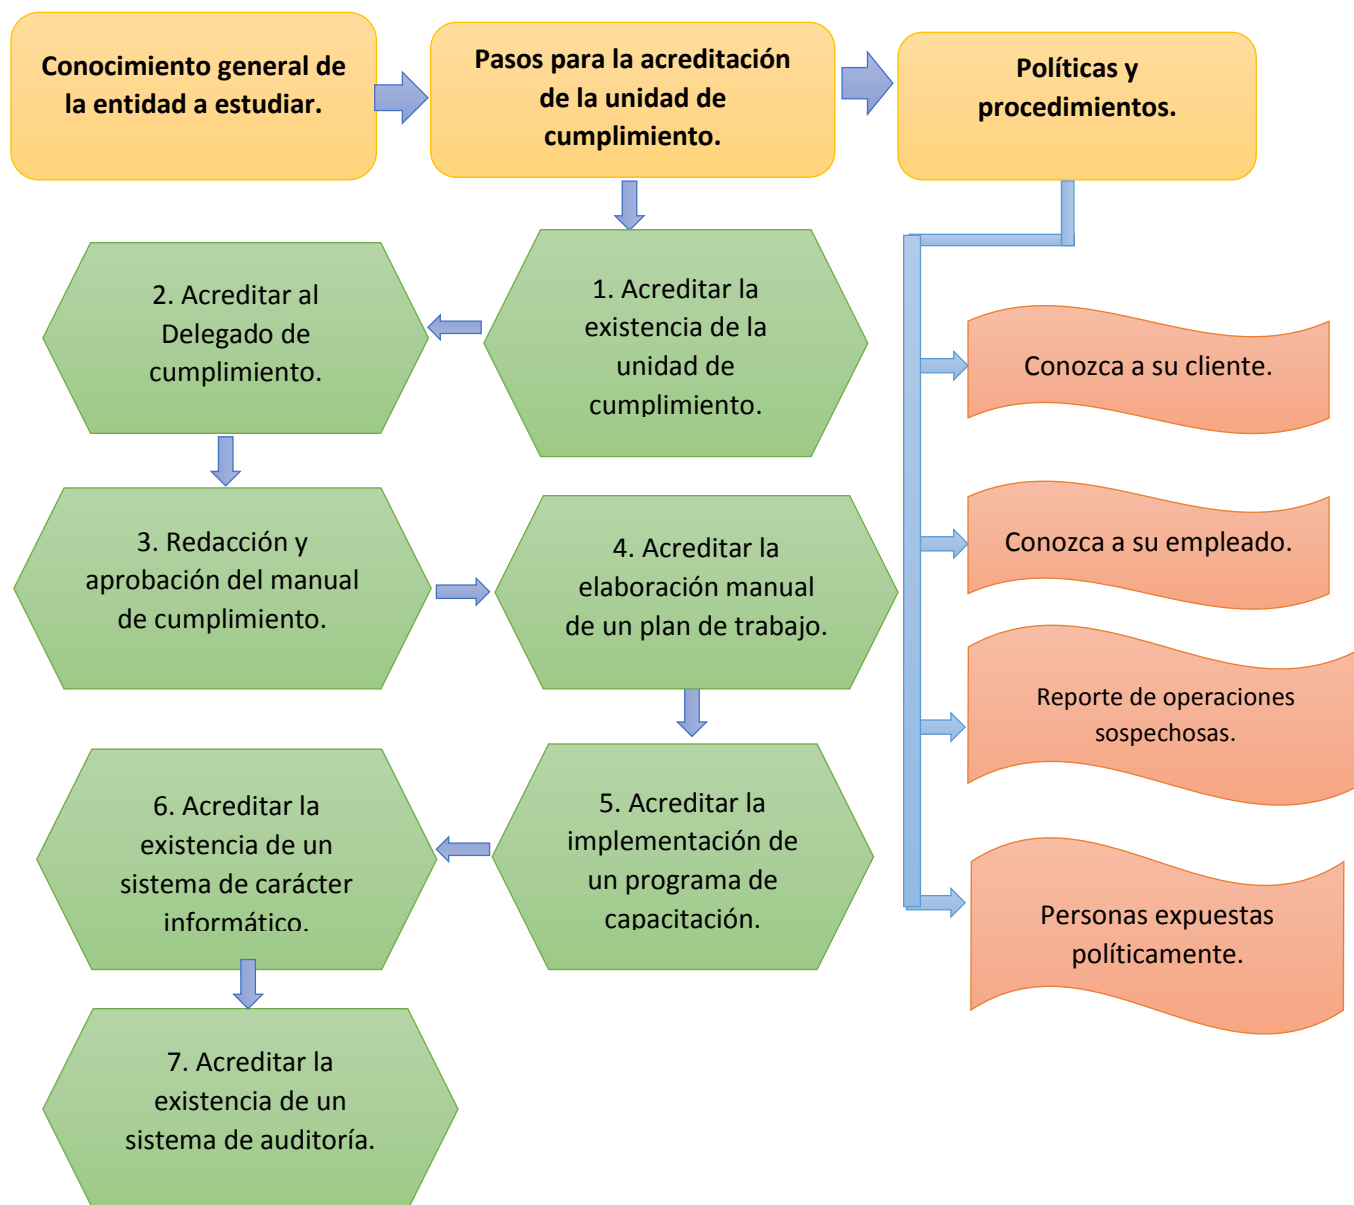 Conocimiento general de
la entidad a estudiar.
Pasos para la acreditación
de la unidad de
cumplimiento.
Políticas y
procedimientos.
1. Acreditar la
existencia de la
unidad de
cumplimiento.
2. Acreditar al
Delegado de
cumplimiento.
3. Redacción y
aprobación del manual
de cumplimiento.
4. Acreditar la
elaboración manual
de un plan de trabajo.
5. Acreditar la
implementación de
un programa de
capacitación.
6. Acreditar la
existencia de un
sistema de carácter
informático.
7. Acreditar la
existencia de un
sistema de auditoría.
Conozca a su cliente.
Conozca a su empleado.
Reporte de operaciones
sospechosas.
Personas expuestas
políticamente.